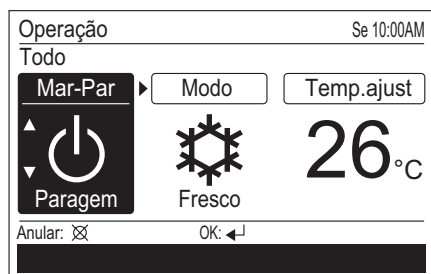 Operação Se 10:00AM
Todo
Mar-Par Modo Temp.ajust
26°C
Paragem Fresco
Anular: OK: